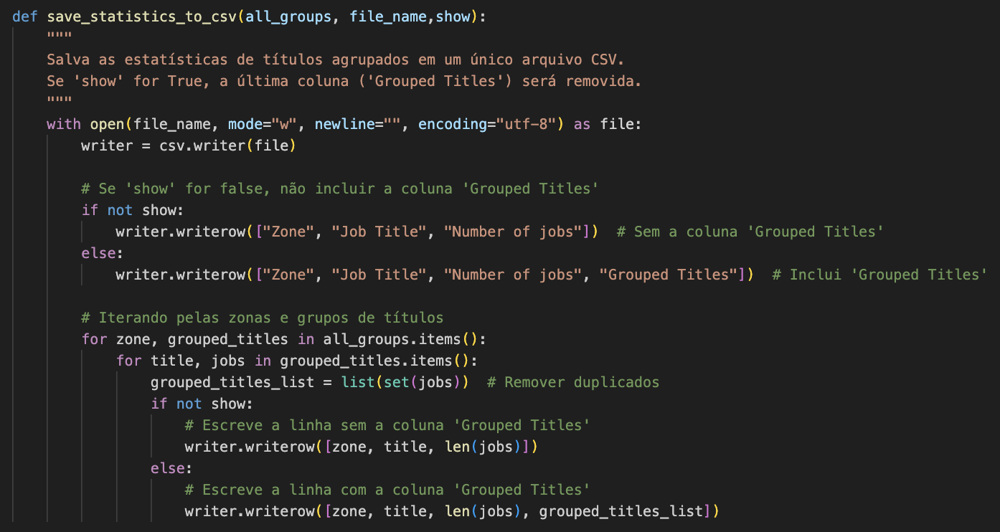 def save_statistics_to_csv(all_groups, file_name,show):
    """
    Salva as estatísticas de títulos agrupados em um único arquivo CSV.
    Se 'show' for True, a última coluna ('Grouped Titles') será removida.
    """
    with open(file_name, mode="w", newline="", encoding="utf-8") as file:
        writer = csv.writer(file)

        # Se 'show' for false, não incluir a coluna 'Grouped Titles'
        if not show:
            writer.writerow(["Zone", "Job Title", "Number of jobs"])  # Sem a coluna 'Grouped Titles'
        else:
            writer.writerow(["Zone", "Job Title", "Number of jobs", "Grouped Titles"])  # Inclui 'Grouped Titles'

        # Iterando pelas zonas e grupos de títulos
        for zone, grouped_titles in all_groups.items():
            for title, jobs in grouped_titles.items():
                grouped_titles_list = list(set(jobs))  # Remover duplicados
                if not show:
                    # Escreve a linha sem a coluna 'Grouped Titles'
                    writer.writerow([zone, title, len(jobs)])
                else:
                    # Escreve a linha com a coluna 'Grouped Titles'
                    writer.writerow([zone, title, len(jobs), grouped_titles_list])